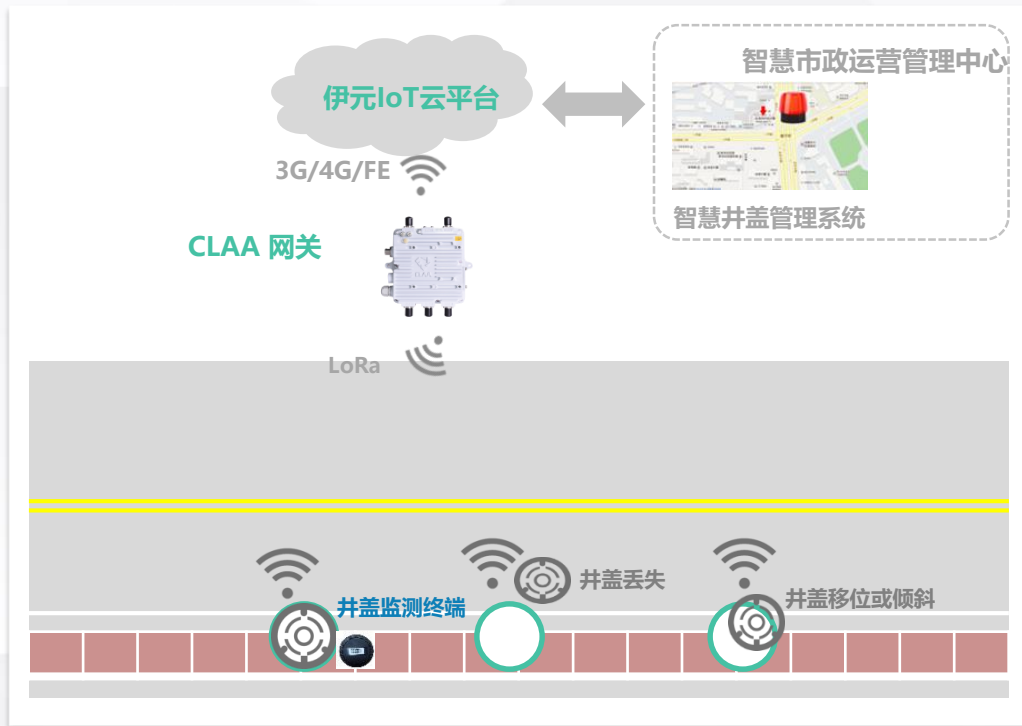 智慧市政运营管理中心
伊元IoT云平台
3G/4G/FE
智慧井盖管理系统
CLAA 网关
LoRa
井盖丢失
井盖移位或倾斜
井盖监测终端